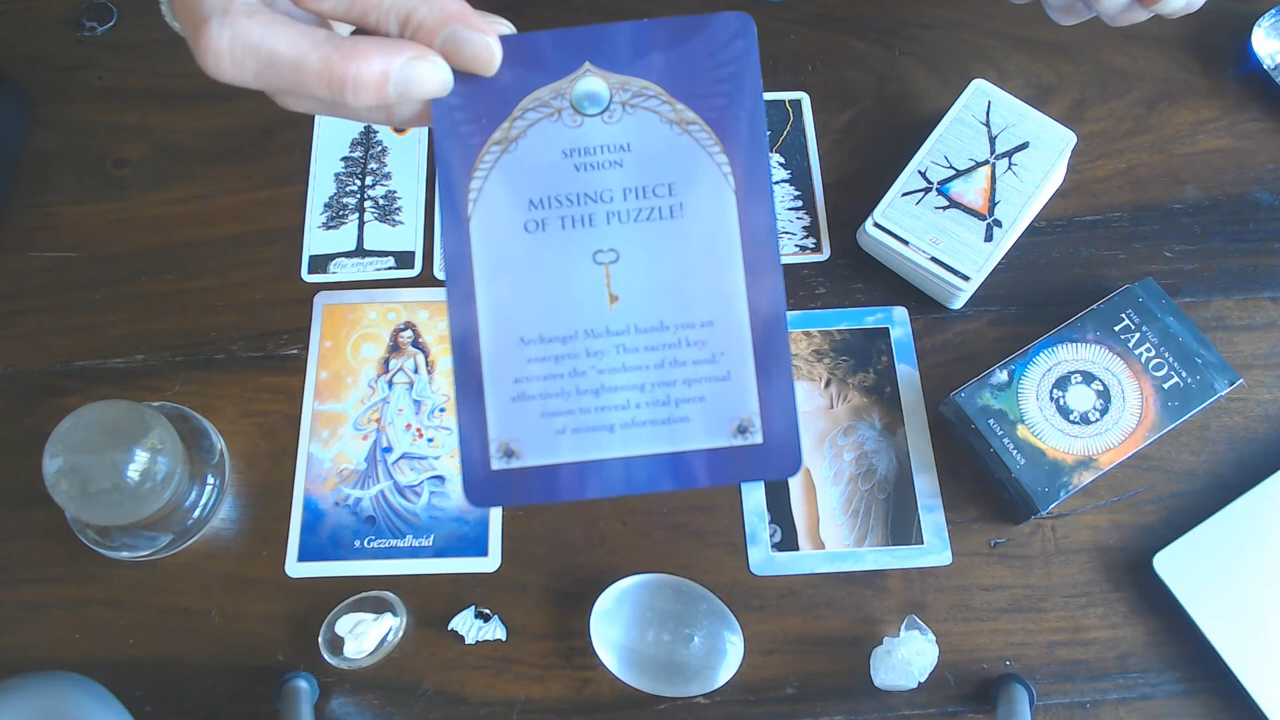 SPIRITUAL
VISION
MISSING PIECE
OF THE PUZZLE!
Archangel Michael hands you an
energetic key. This sacred key,
activates the "windows of the soul,"
effectively heightening your spiritual
vision to reveal a vital piece
of missing information.
the emperor
III
9. Gezondheid
THE WILD UNKNOWN
TAROT
KIM KRANS